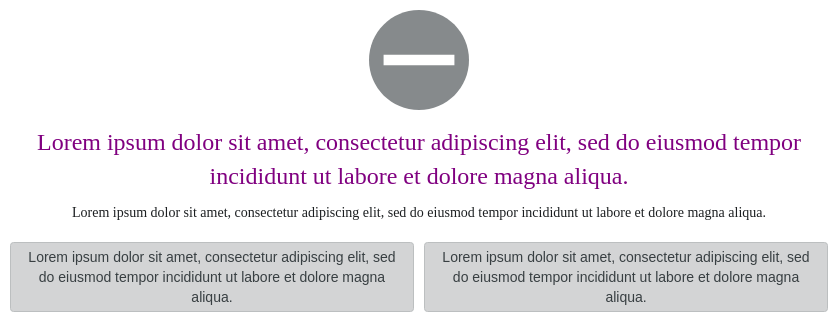 Lorem ipsum dolor sit amet, consectetur adipiscing elit, sed do eiusmod tempor
incididunt ut labore et dolore magna aliqua.
Lorem ipsum dolor sit amet, consectetur adipiscing elit, sed do eiusmod tempor incididunt ut labore et dolore magna aliqua.
Lorem ipsum dolor sit amet, consectetur adipiscing elit, sed
do eiusmod tempor incididunt ut labore et dolore magna
aliqua.
Lorem ipsum dolor sit amet, consectetur adipiscing elit, sed
do eiusmod tempor incididunt ut labore et dolore magna
aliqua.